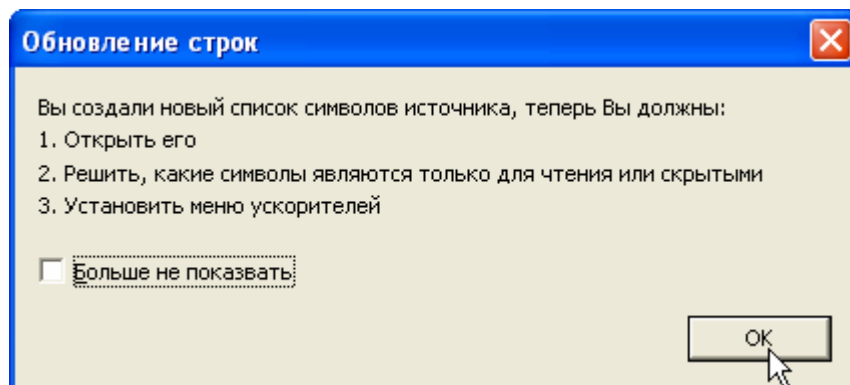 Обновление строк
Вы создали новый список символов источника, теперь Вы должны:
1. Открыть его
2. Решить, какие символы являются только для чтения или скрытыми
3. Установить меню ускорителей
Больше не показвать
OK